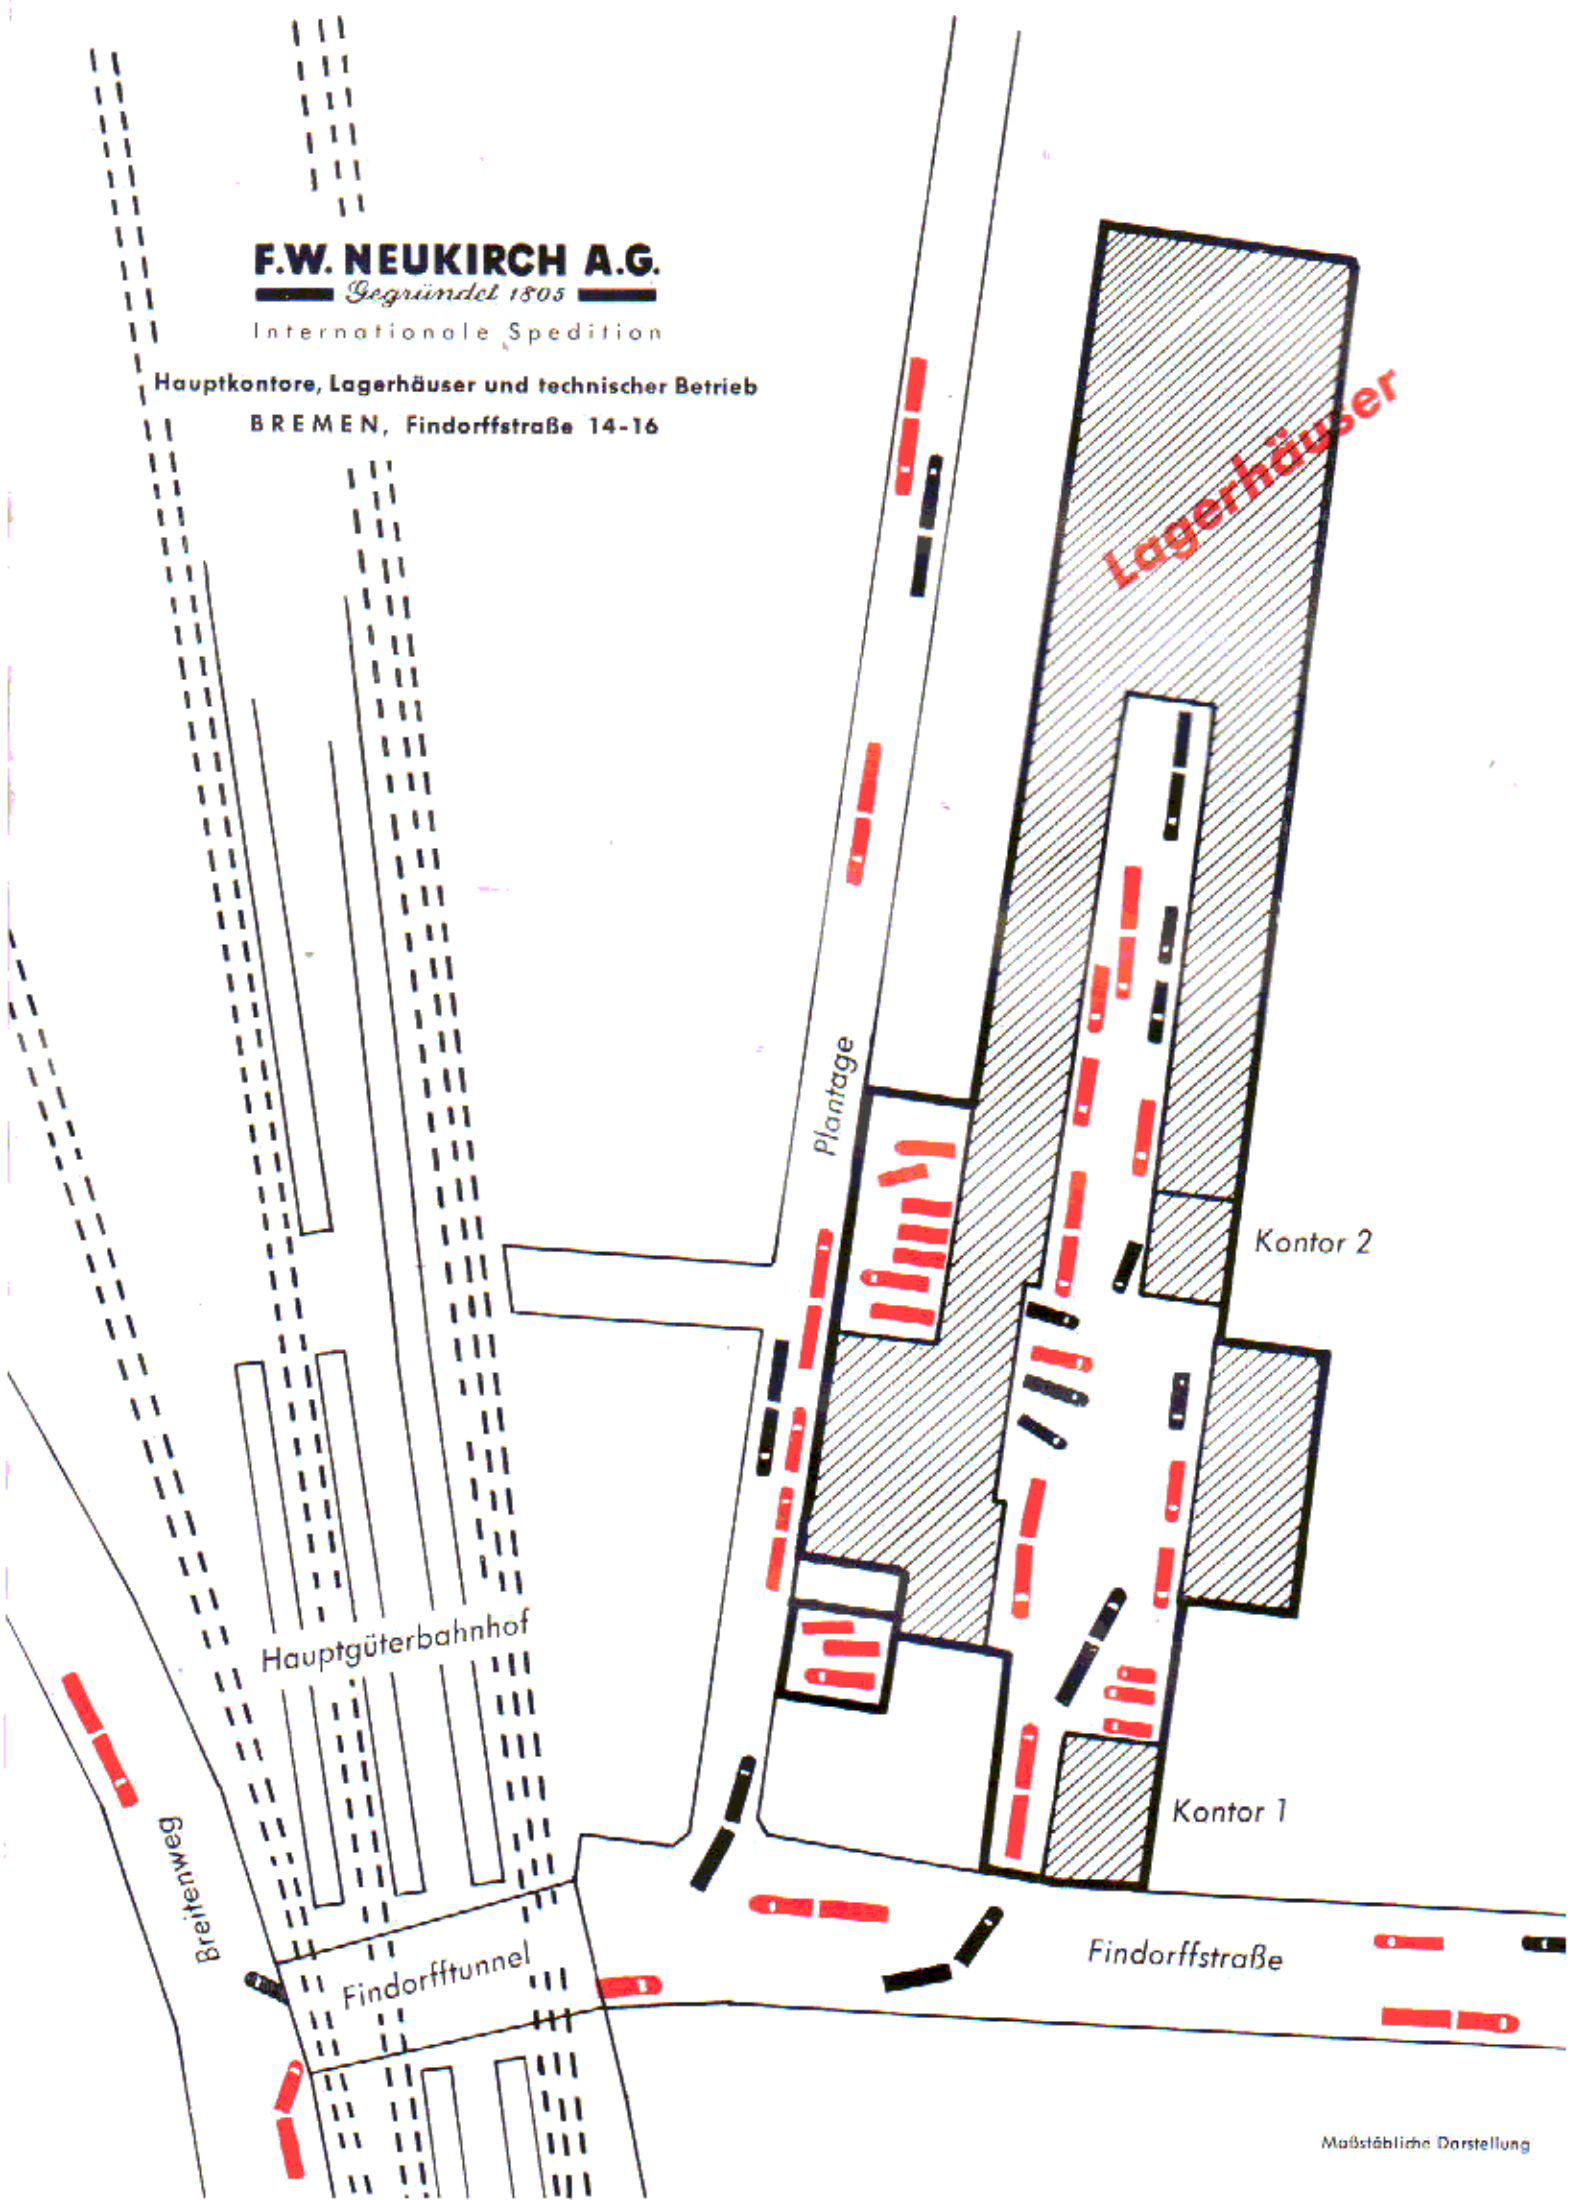 F.W. NEUKIRCH A.G.
Gegründet 1805
Internationale Spedition
Hauptkontore, Lagerhäuser und technischer Betrieb
BREMEN, Findorffstraße 14-16
Lagerhäuser
Plantage
Kontor 2
Hauptgüterbahnhof
Kontor 1
Breitenweg
Findorfftunnel
Findorffstraße
Maßstäbliche Darstellung